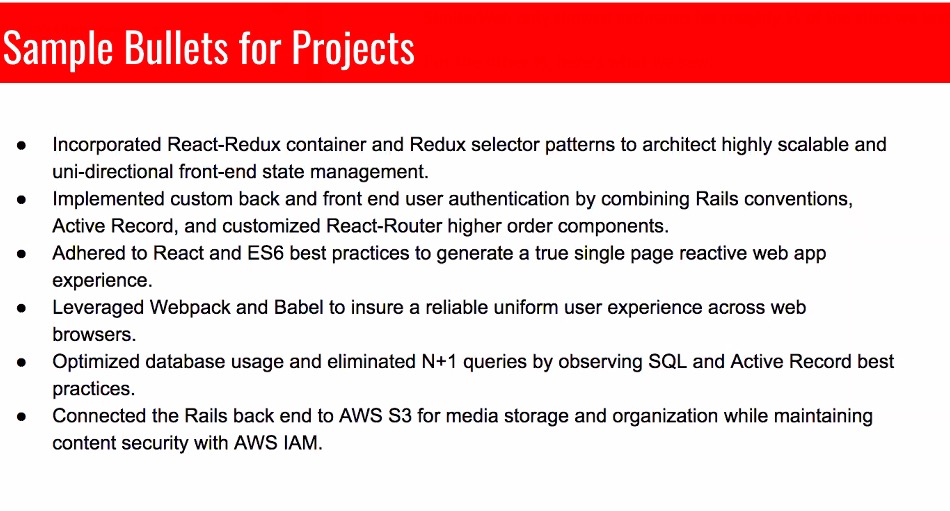 Sample Bullets for Projects
● Incorporated React-Redux container and Redux selector patterns to architect highly scalable and
uni-directional front-end state management.
● Implemented custom back and front end user authentication by combining Rails conventions,
Active Record, and customized React-Router higher order components.
● Adhered to React and ES6 best practices to generate a true single page reactive web app
experience.
● Leveraged Webpack and Babel to insure a reliable uniform user experience across web
browsers.
● Optimized database usage and eliminated N+1 queries by observing SQL and Active Record best
practices.
● Connected the Rails back end to AWS S3 for media storage and organization while maintaining
content security with AWS IAM.